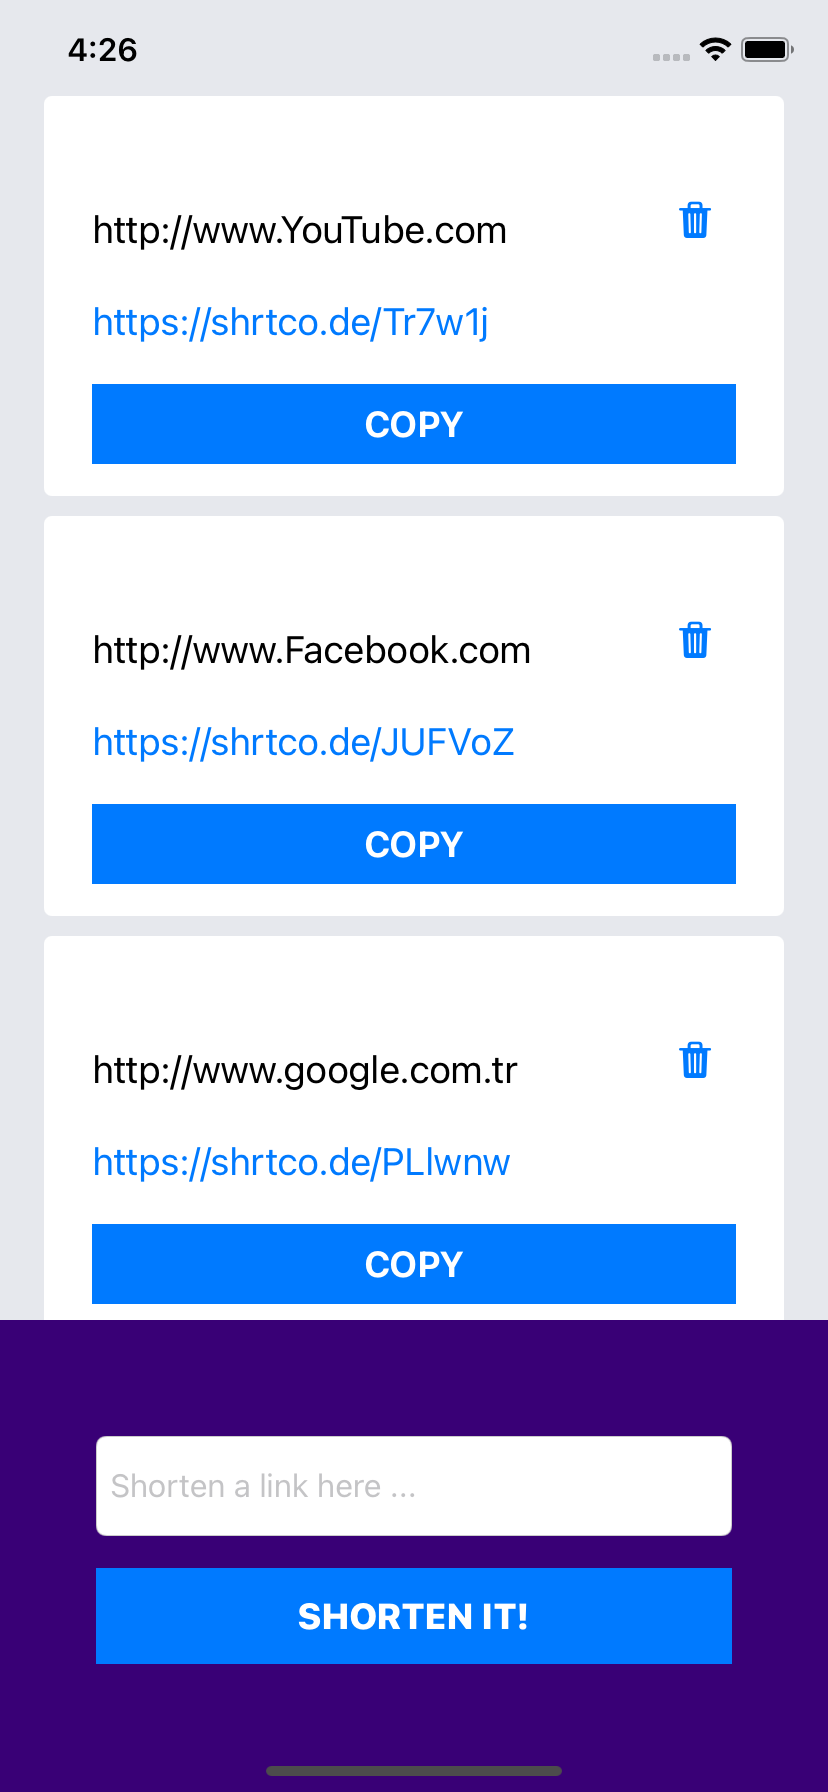 4:26
http://www.YouTube.com
https://shrtco.de/Tr7w1j
COPY
http://www.Facebook.com
https://shrtco.de/JUFVoZ
COPY
http://www.google.com.tr
https://shrtco.de/PLlwnw
COPY
Shorten a link here ...
SHORTEN IT!